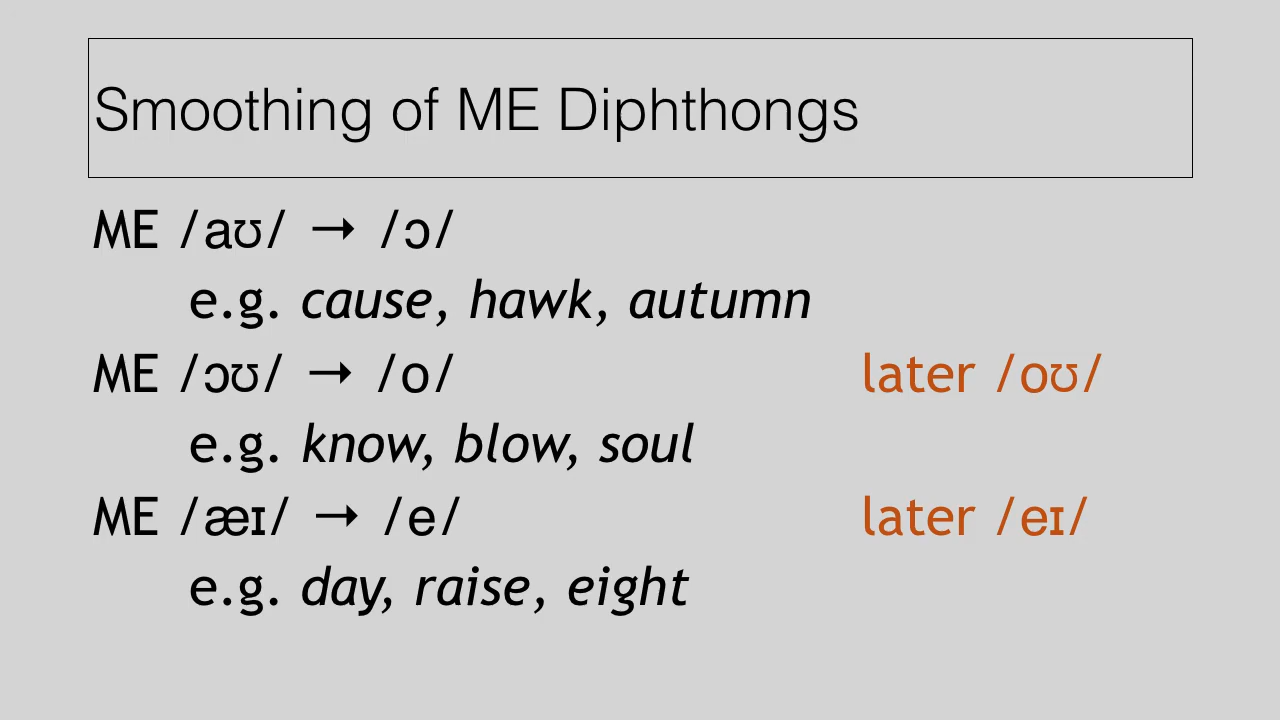 Smoothing of ME Diphthongs
ME /aʊ/ → /ɔ/
e.g. cause, hawk, autumn
ME /ɔʊ/ → /o/ later /oʊ/
e.g. know, blow, soul
ME /æɪ/ → /e/ later /eɪ/
e.g. day, raise, eight